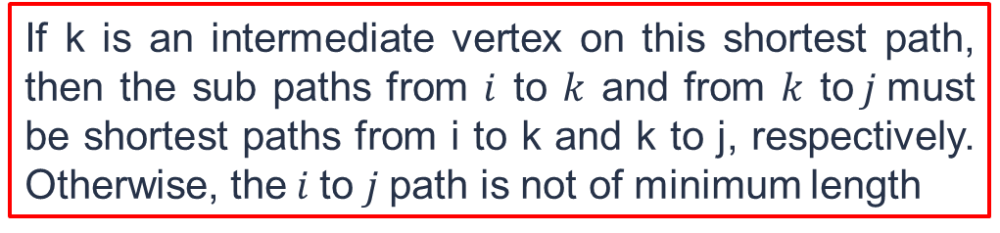 If k is an intermediate vertex on this shortest path,
then the sub paths from i to k and from k to j must
be shortest paths from i to k and k to j, respectively.
Otherwise, the i to j path is not of minimum length